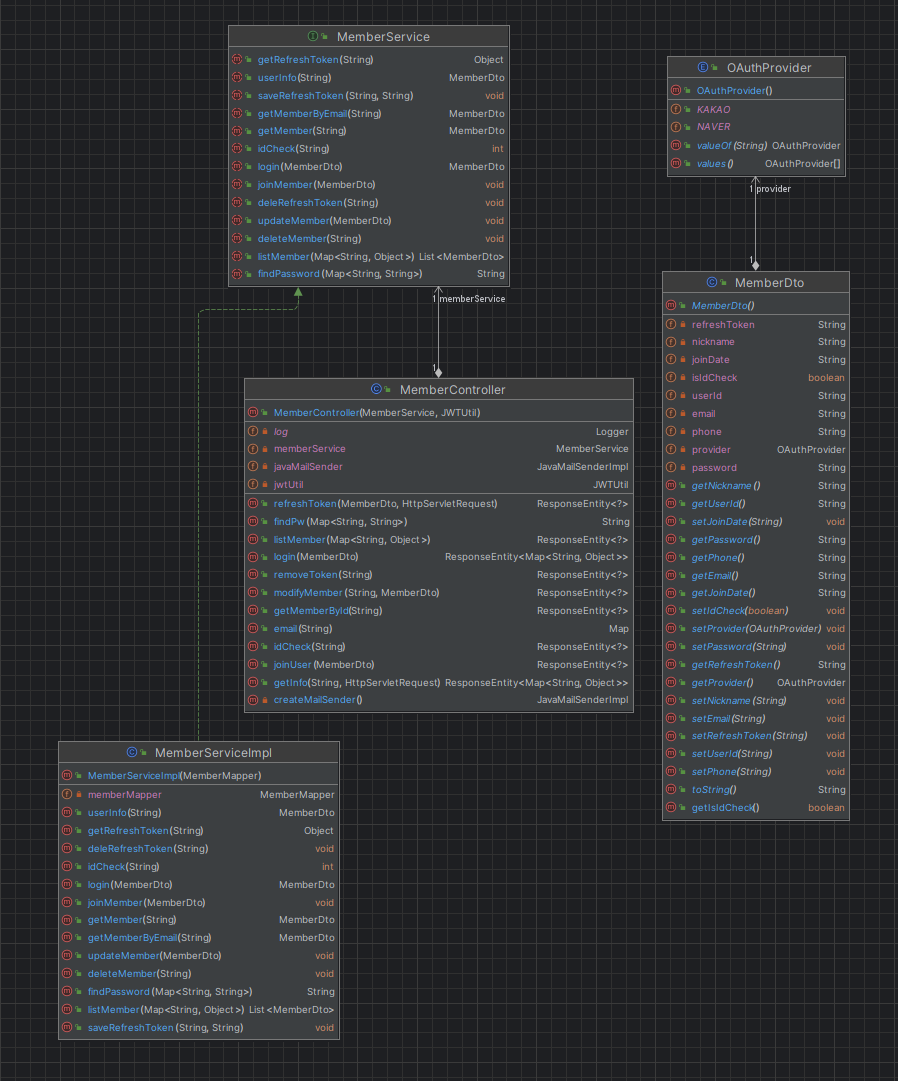 MemberService
getRefreshToken(String) Object
userInfo(String) MemberDto
saveRefreshToken(String, String) void
getMemberByEmail(String) MemberDto
getMember(String) MemberDto
idCheck(String) int
login(MemberDto) MemberDto
joinMember(MemberDto) void
deleRefreshToken(String) void
updateMember(MemberDto) void
deleteMember(String) void
listMember(Map<String, Object>) List<MemberDto>
findPassword(Map<String, String>) String
OAuthProvider
OAuthProvider()
KAKAO
NAVER
valueOf(String) OAuthProvider
values() OAuthProvider[]
1 provider
1
1 memberService
1
MemberDto
MemberDto()
refreshToken String
nickname String
joinDate String
isIdCheck boolean
userId String
email String
phone String
provider OAuthProvider
password String
getNickname() String
getUserId() String
setJoinDate(String) void
getPassword() String
getPhone() String
getEmail() String
getJoinDate() String
setIdCheck(boolean) void
setProvider(OAuthProvider) void
setPassword(String) void
getRefreshToken() String
getProvider() OAuthProvider
setNickname(String) void
setEmail(String) void
setRefreshToken(String) void
setUserId(String) void
setPhone(String) void
toString() String
getIsIdCheck() boolean
MemberController
MemberController(MemberService, JWTUtil)
log Logger
memberService MemberService
javaMailSender JavaMailSenderImpl
jwtUtil JWTUtil
refreshToken(MemberDto, HttpServletRequest) ResponseEntity<?>
findPw(Map<String, String>) String
listMember(Map<String, Object>) ResponseEntity<?>
login(MemberDto) ResponseEntity<Map<String, Object>>
removeToken(String) ResponseEntity<?>
modifyMember(String, MemberDto) ResponseEntity<?>
getMemberById(String) ResponseEntity<?>
email(String) Map
idCheck(String) ResponseEntity<?>
joinUser(MemberDto) ResponseEntity<?>
getInfo(String, HttpServletRequest) ResponseEntity<Map<String, Object>>
createMailSender() JavaMailSenderImpl
MemberServiceImpl
MemberServiceImpl(MemberMapper)
memberMapper MemberMapper
userInfo(String) MemberDto
getRefreshToken(String) Object
deleRefreshToken(String) void
idCheck(String) int
login(MemberDto) MemberDto
joinMember(MemberDto) void
getMember(String) MemberDto
getMemberByEmail(String) MemberDto
updateMember(MemberDto) void
deleteMember(String) void
findPassword(Map<String, String>) String
listMember(Map<String, Object>) List<MemberDto>
saveRefreshToken(String, String) void